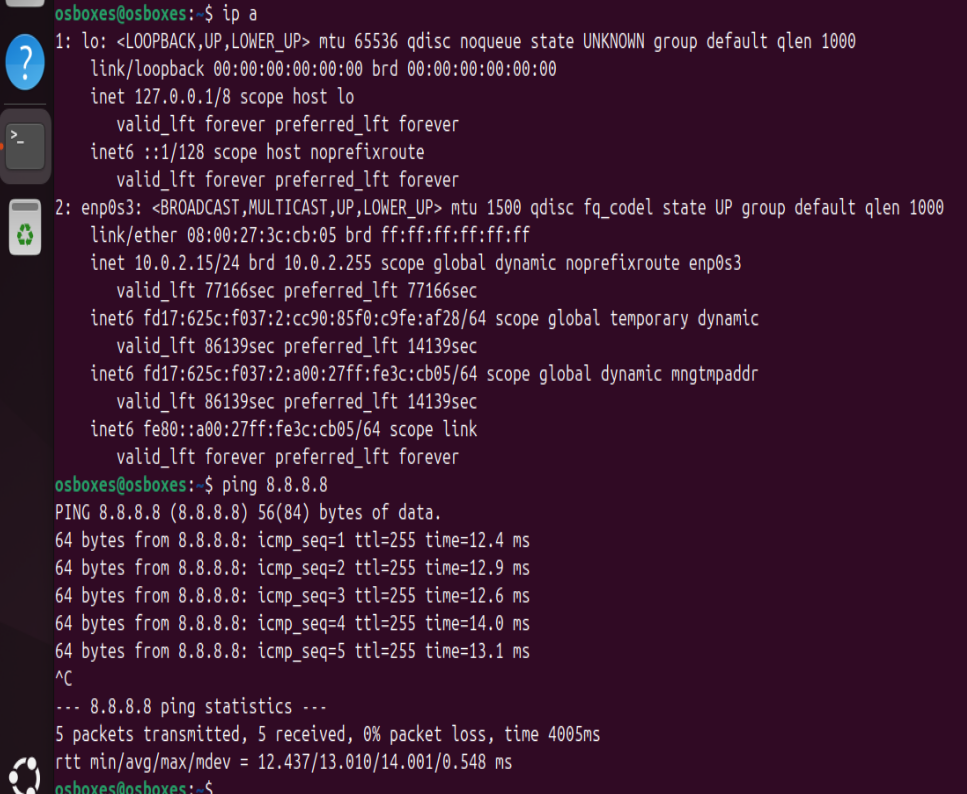 osboxes@osboxes:~$ ip a
1: lo: <LOOPBACK,UP,LOWER_UP> mtu 65536 qdisc noqueue state UNKNOWN group default qlen 1000
    link/loopback 00:00:00:00:00:00 brd 00:00:00:00:00:00
    inet 127.0.0.1/8 scope host lo
       valid_lft forever preferred_lft forever
    inet6 ::1/128 scope host noprefixroute
       valid_lft forever preferred_lft forever
2: enp0s3: <BROADCAST,MULTICAST,UP,LOWER_UP> mtu 1500 qdisc fq_codel state UP group default qlen 1000
    link/ether 08:00:27:3c:cb:05 brd ff:ff:ff:ff:ff:ff
    inet 10.0.2.15/24 brd 10.0.2.255 scope global dynamic noprefixroute enp0s3
       valid_lft 77166sec preferred_lft 77166sec
    inet6 fd17:625c:f037:2:cc90:85f0:c9fe:af28/64 scope global temporary dynamic
       valid_lft 86139sec preferred_lft 14139sec
    inet6 fd17:625c:f037:2:a00:27ff:fe3c:cb05/64 scope global dynamic mngtmpaddr
       valid_lft 86139sec preferred_lft 14139sec
    inet6 fe80::a00:27ff:fe3c:cb05/64 scope link
       valid_lft forever preferred_lft forever
osboxes@osboxes:~$ ping 8.8.8.8
PING 8.8.8.8 (8.8.8.8) 56(84) bytes of data.
64 bytes from 8.8.8.8: icmp_seq=1 ttl=255 time=12.4 ms
64 bytes from 8.8.8.8: icmp_seq=2 ttl=255 time=12.9 ms
64 bytes from 8.8.8.8: icmp_seq=3 ttl=255 time=12.6 ms
64 bytes from 8.8.8.8: icmp_seq=4 ttl=255 time=14.0 ms
64 bytes from 8.8.8.8: icmp_seq=5 ttl=255 time=13.1 ms
^C
--- 8.8.8.8 ping statistics ---
5 packets transmitted, 5 received, 0% packet loss, time 4005ms
rtt min/avg/max/mdev = 12.437/13.010/14.001/0.548 ms
osboxes@osboxes:~$